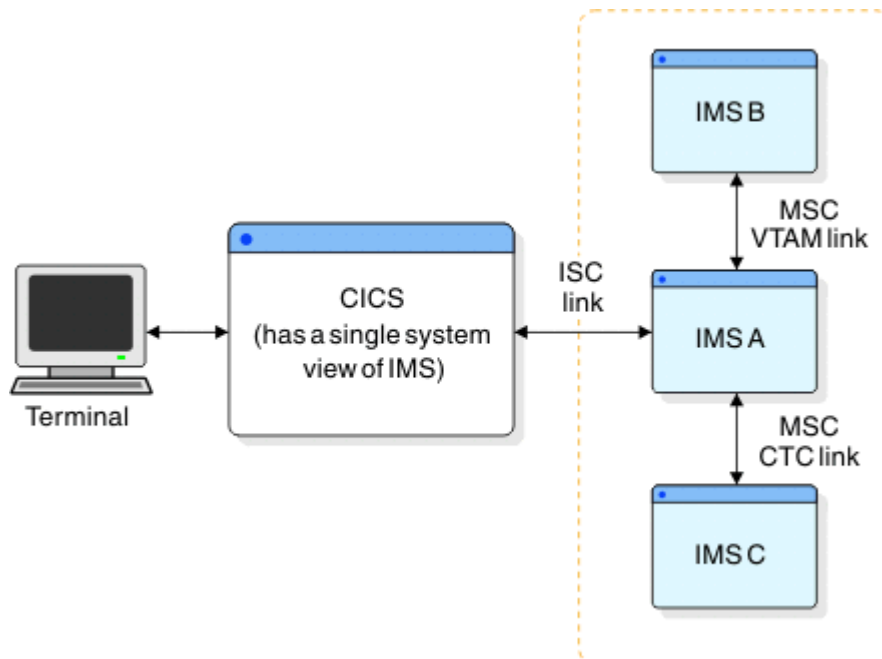 IMS B
MSC
VTAM link
ISC
link
CICS
(has a single system
view of IMS)
IMS A
Terminal
MSC
CTC link
IMS C